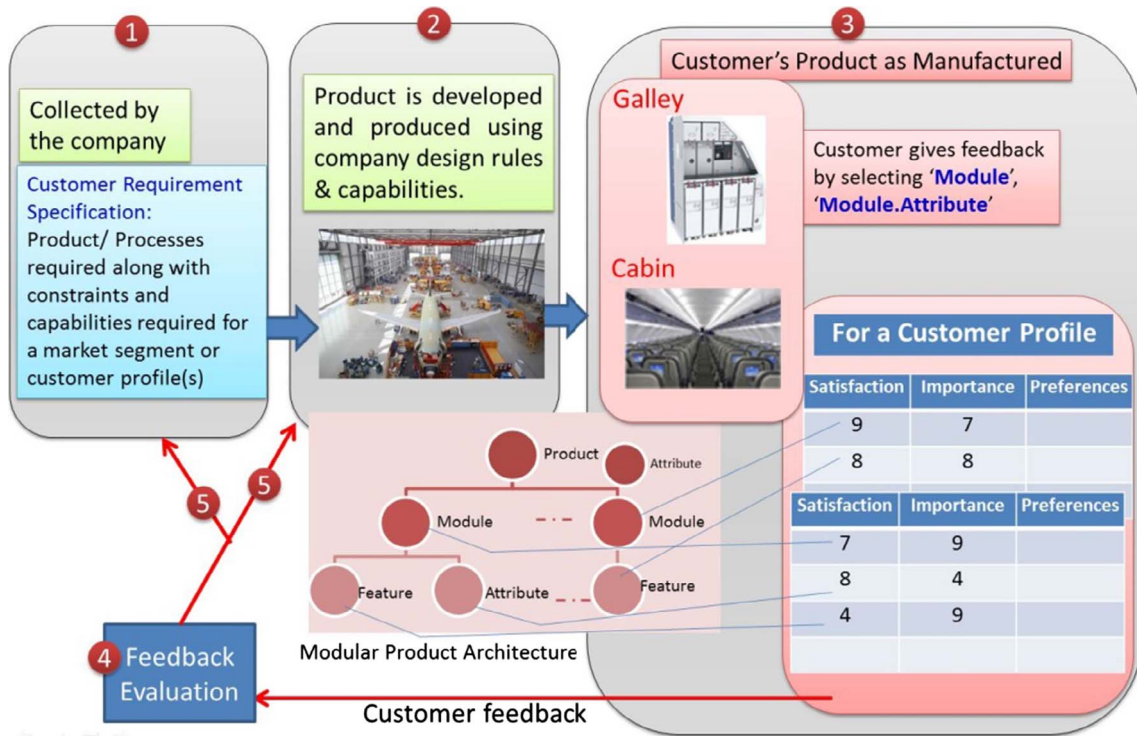 1
Collected by
the company
Customer Requirement
Specification:
Product/ Processes
required along with
constraints and
capabilities required for
a market segment or
customer profile(s)
2
Product is developed
and produced using
company design rules
& capabilities.
3
Customer's Product as Manufactured
Galley
Cabin
Customer gives feedback
by selecting ‘Module’,
‘Module.Attribute’
For a Customer Profile
Satisfaction Importance Preferences
9 7
8 8
Satisfaction Importance Preferences
7 9
8 4
4 9
Product
Attribute
Module
Module
Feature
Attribute
Feature
Modular Product Architecture
5
5
4
Feedback
Evaluation
Customer feedback